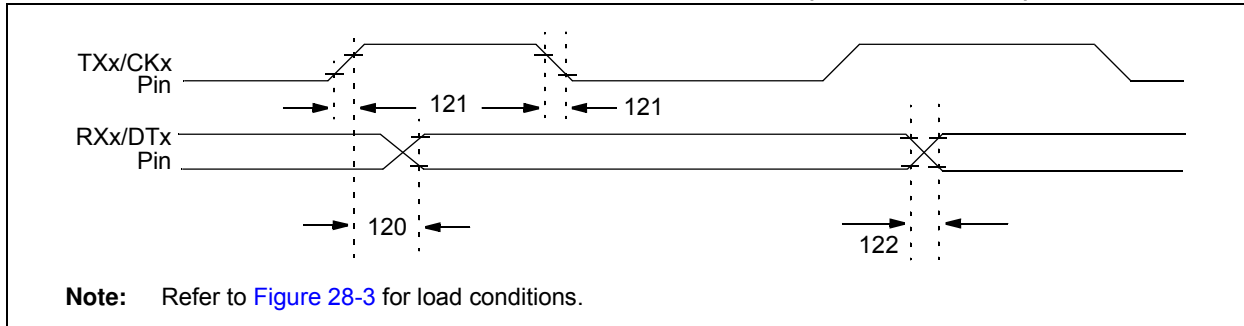 TXx/CKx
Pin
121
121
RXx/DTx
Pin
120
122
Note: Refer to Figure 28-3 for load conditions.